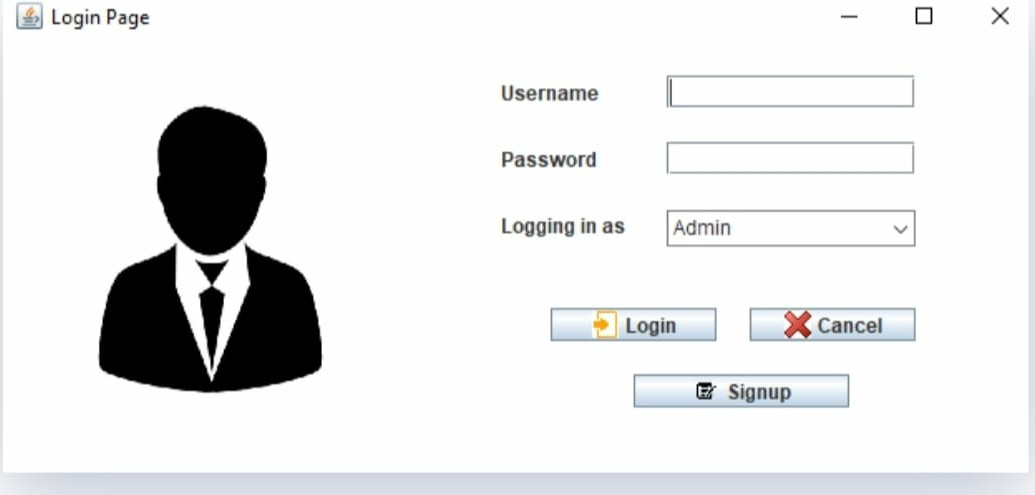 Login Page
Username
Password
Logging in as
Admin
Login
Cancel
Signup